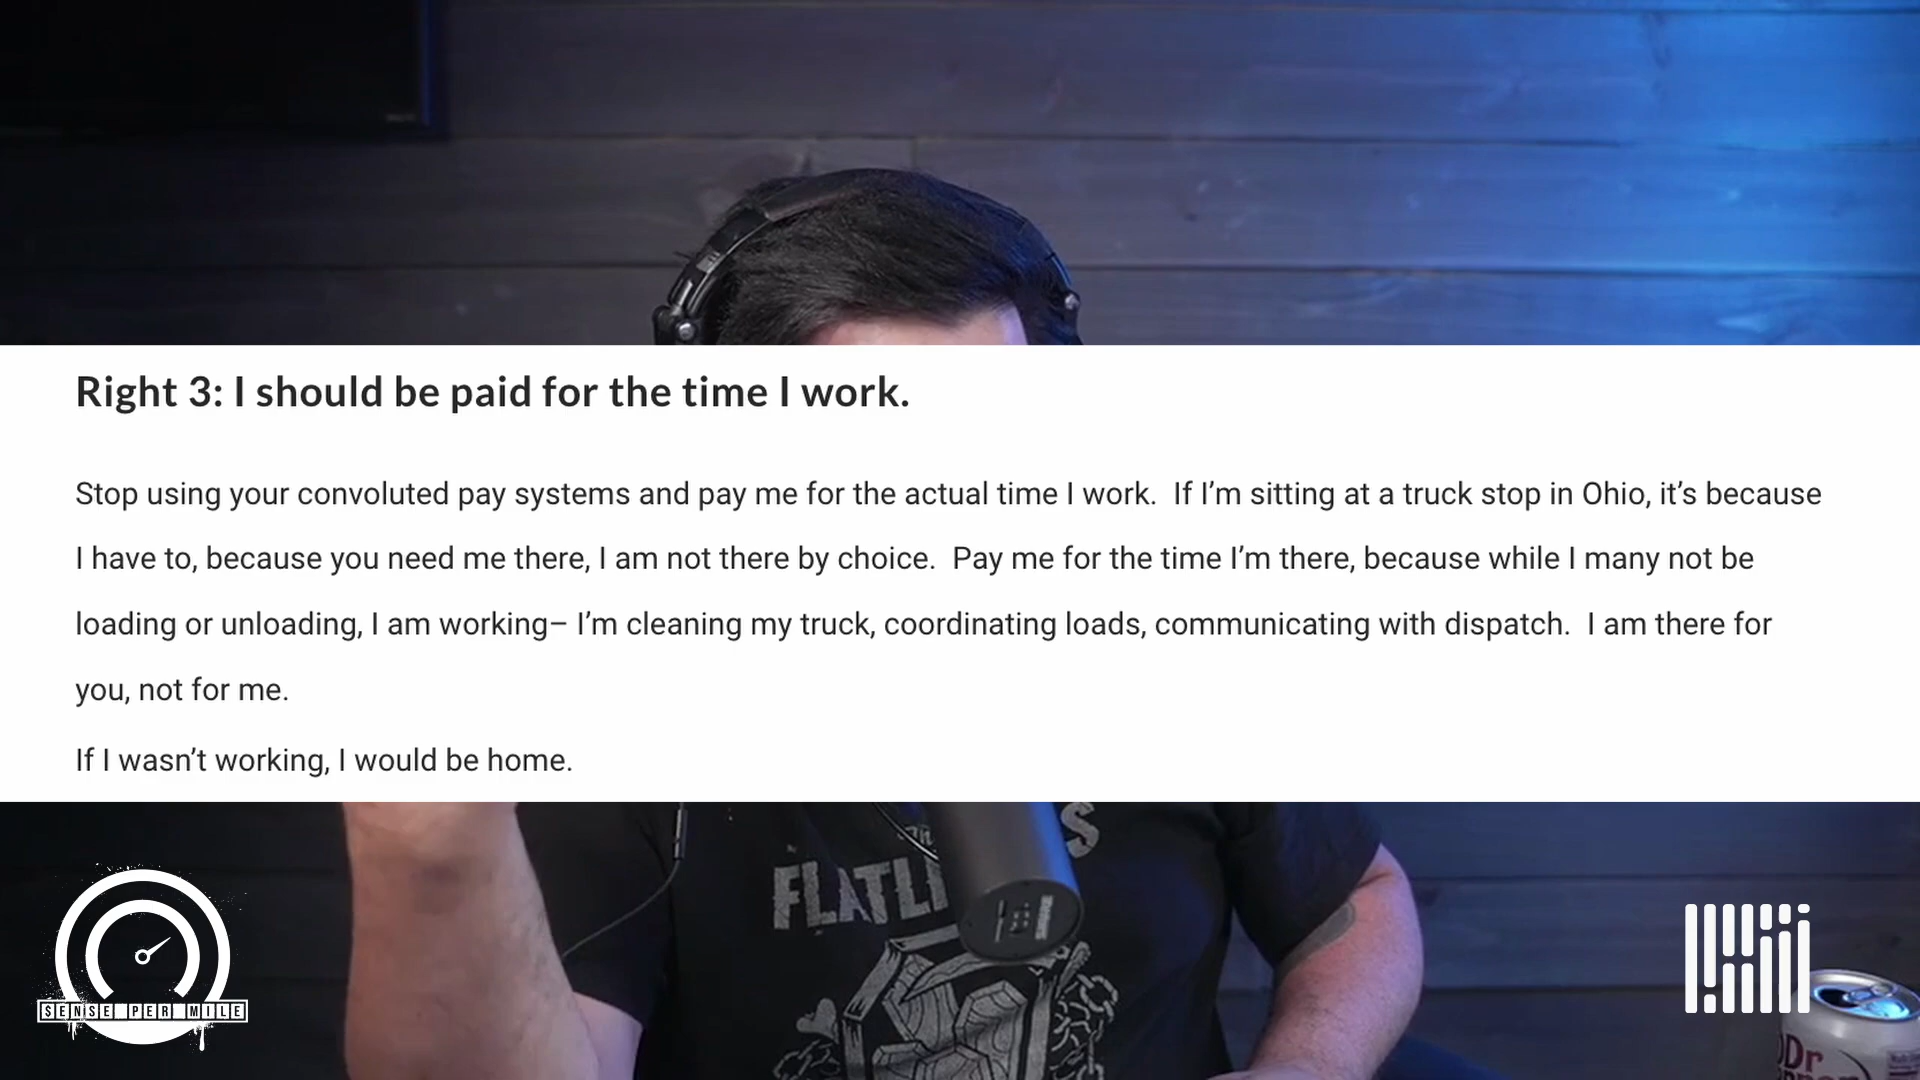 Right 3: I should be paid for the time I work.
Stop using your convoluted pay systems and pay me for the actual time I work.  If I’m sitting at a truck stop in Ohio, it’s because
I have to, because you need me there, I am not there by choice.  Pay me for the time I’m there, because while I many not be
loading or unloading, I am working– I’m cleaning my truck, coordinating loads, communicating with dispatch.  I am there for
you, not for me.
If I wasn’t working, I would be home.
FLATLI
S
SENSE PER MILE
Dr